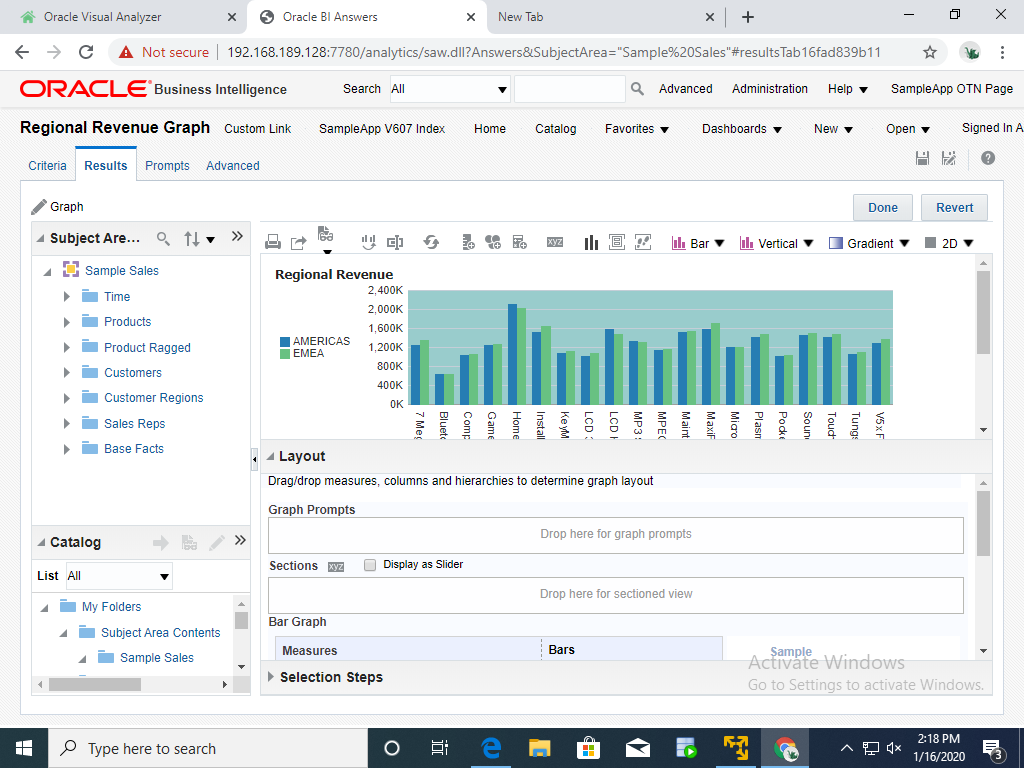 Oracle Visual Analyzer
Oracle BI Answers
New Tab
Not secure
192.168.189.128:7780/analytics/saw.dll?Answers&SubjectArea="Sample%20Sales"#resultsTab16fad839b11
ORACLE Business Intelligence
Search All
Advanced
Administration
Help
SampleApp OTN Page
Regional Revenue Graph
Custom Link
SampleApp V607 Index
Home
Catalog
Favorites
Dashboards
New
Open
Signed In A
Criteria
Results
Prompts
Advanced
Graph
Done
Revert
Subject Are...
Bar
Vertical
Gradient
2D
Sample Sales
Time
Products
Product Ragged
Customers
Customer Regions
Sales Reps
Base Facts
Regional Revenue
AMERICAS
EMEA
2,400K
2,000K
1,600K
1,200K
800K
400K
0K
7 Meg
Bluet
Comp
Game
Home
Install
KeyM
LCD
LCD
MP3
MPEG
Maint
MaxiF
Micro
Plasm
Pocke
Soun
Touc
Tungs
V5x F
Layout
Drag/drop measures, columns and hierarchies to determine graph layout
Graph Prompts
Drop here for graph prompts
Sections xyz Display as Slider
Drop here for sectioned view
Bar Graph
Measures
Bars
Sample
Selection Steps
Catalog
List All
My Folders
Subject Area Contents
Sample Sales
Activate Windows
Go to Settings to activate Windows.
Type here to search
2:18 PM
1/16/2020
3